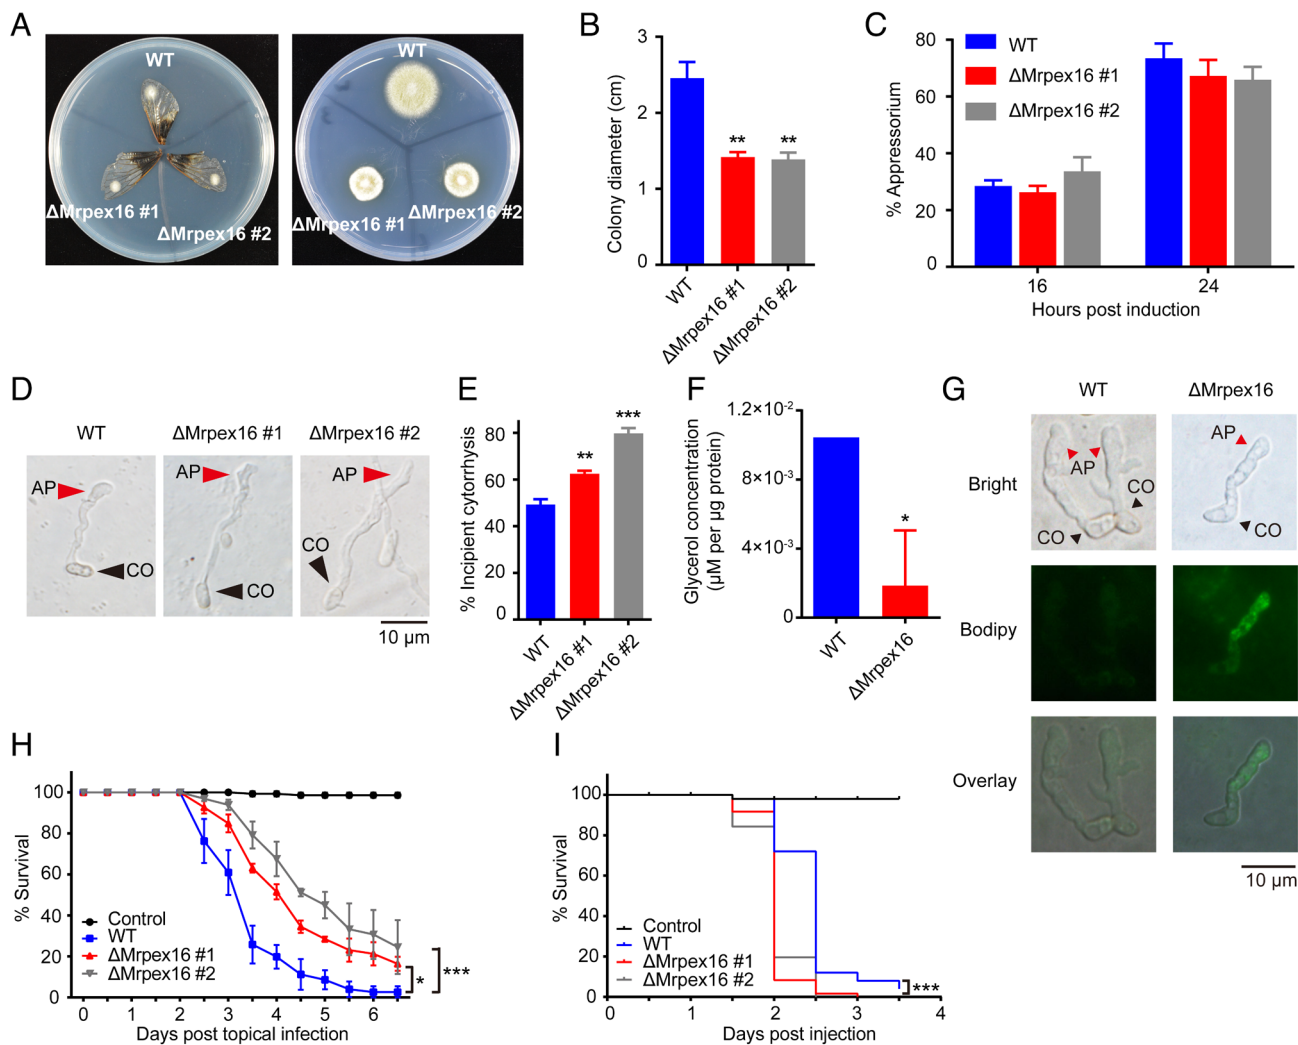 A
WT
ΔMrpex16 #1
ΔMrpex16 #2
WT
ΔMrpex16 #1
ΔMrpex16 #2
B
Colony diameter (cm)
3
2
1
0
**
**
WT
ΔMrpex16 #1
ΔMrpex16 #2
C
% Appressorium
80
60
40
20
0
WT
ΔMrpex16 #1
ΔMrpex16 #2
16
24
Hours post induction
D
WT
ΔMrpex16 #1
ΔMrpex16 #2
AP
CO
AP
CO
AP
CO
10 µm
E
% Incipient cytorrhysis
80
60
40
20
0
**
***
WT
ΔMrpex16 #1
ΔMrpex16 #2
F
Glycerol concentration
(µM per µg protein)
1.2×10-2
8×10-3
4×10-3
0
*
WT
ΔMrpex16
G
WT
ΔMrpex16
Bright
AP
CO
CO
AP
CO
Bodipy
Overlay
10 µm
H
% Survival
100
80
60
40
20
0
Control
WT
ΔMrpex16 #1
ΔMrpex16 #2
*
***
0 1 2 3 4 5 6
Days post topical infection
I
% Survival
100
80
60
40
20
0
Control
WT
ΔMrpex16 #1
ΔMrpex16 #2
***
0 1 2 3 4
Days post injection